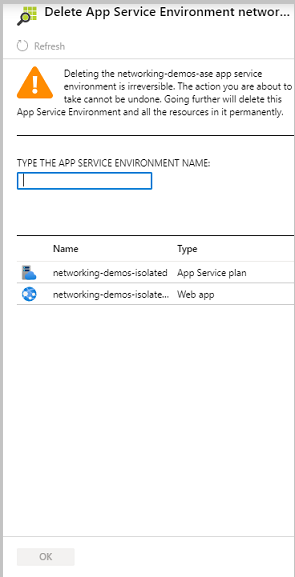 Delete App Service Environment networ...
Refresh
Deleting the networking-demos-ase app service
environment is irreversible. The action you are about to
take cannot be undone. Going further will delete this
App Service Environment and all the resources in it permanently.
TYPE THE APP SERVICE ENVIRONMENT NAME:
Name Type
networking-demos-isolated App Service plan
networking-demos-isolate... Web app
OK